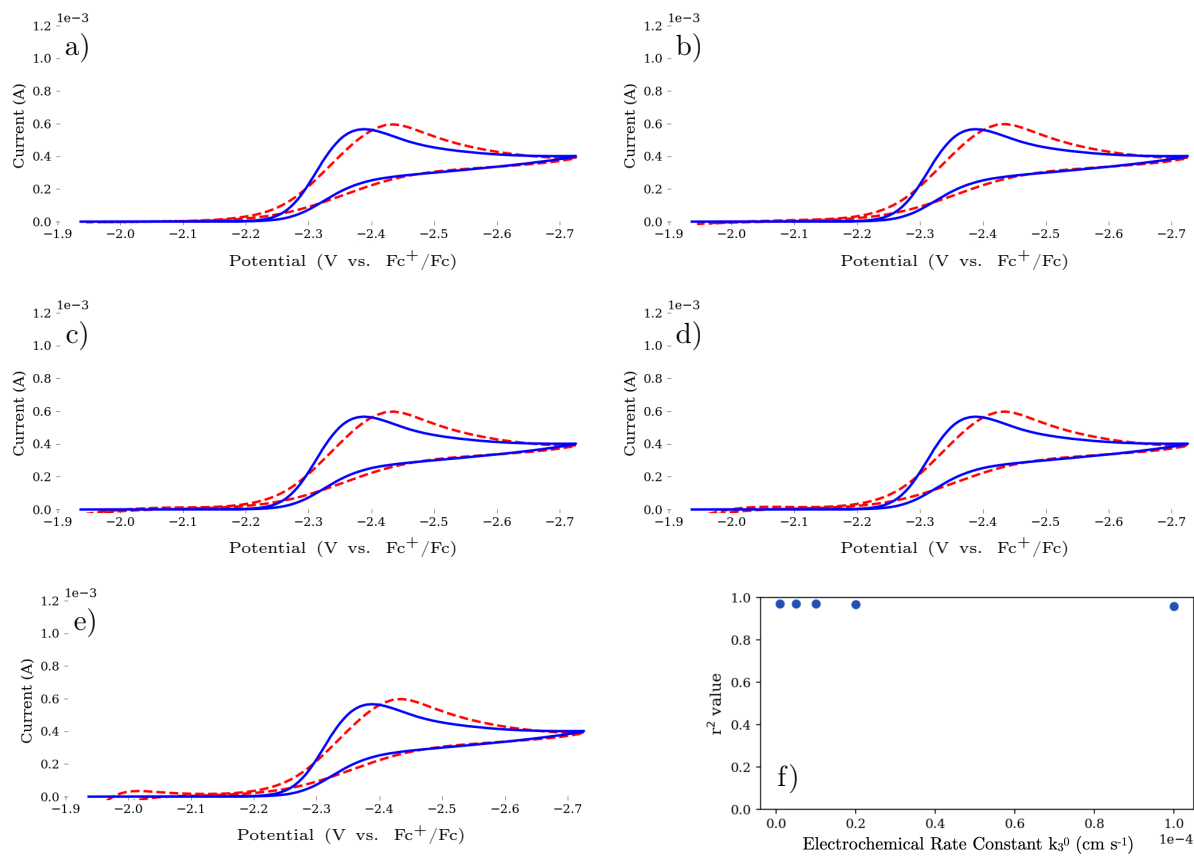 1e−3
a)
1.2
1.0
0.8
0.6
0.4
0.2
0.0
Current (A)
−1.9 −2.0 −2.1 −2.2 −2.3 −2.4 −2.5 −2.6 −2.7
Potential (V vs. Fc+/Fc)
1e−3
b)
1.2
1.0
0.8
0.6
0.4
0.2
0.0
Current (A)
−1.9 −2.0 −2.1 −2.2 −2.3 −2.4 −2.5 −2.6 −2.7
Potential (V vs. Fc+/Fc)
1e−3
c)
1.2
1.0
0.8
0.6
0.4
0.2
0.0
Current (A)
−1.9 −2.0 −2.1 −2.2 −2.3 −2.4 −2.5 −2.6 −2.7
Potential (V vs. Fc+/Fc)
1e−3
d)
1.2
1.0
0.8
0.6
0.4
0.2
0.0
Current (A)
−1.9 −2.0 −2.1 −2.2 −2.3 −2.4 −2.5 −2.6 −2.7
Potential (V vs. Fc+/Fc)
1e−3
e)
1.2
1.0
0.8
0.6
0.4
0.2
0.0
Current (A)
−1.9 −2.0 −2.1 −2.2 −2.3 −2.4 −2.5 −2.6 −2.7
Potential (V vs. Fc+/Fc)
1.0
0.8
0.6
0.4
0.2
0.0
r² value
f)
0.0 0.2 0.4 0.6 0.8 1.0
Electrochemical Rate Constant k₃⁰ (cm s⁻¹)
1e−4